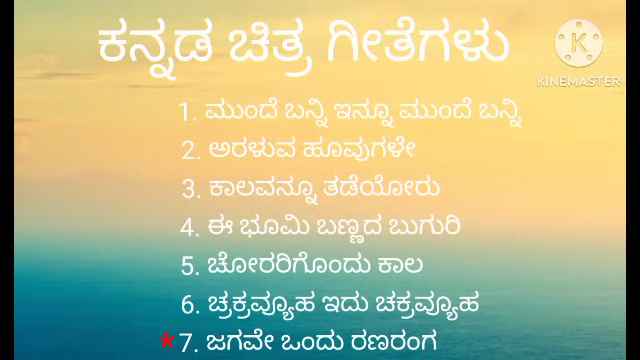 ಕನ್ನಡ ಚಿತ್ರ ಗೀತೆಗಳು
KINEMASTER
1. ಮುಂದೆ ಬನ್ನಿ ಇನ್ನೂ ಮುಂದೆ ಬನ್ನಿ
2. ಅರಳುವ ಹೂವುಗಳೇ
3. ಕಾಲವನ್ನೂ ತಡೆಯೋರು
4. ಈ ಭೂಮಿ ಬಣ್ಣದ ಬುಗುರಿ
5. ಚೋರರಿಗೊಂದು ಕಾಲ
6. ಚ್ರಕ್ರವ್ಯೂಹ ಇದು ಚಕ್ರವ್ಯೂಹ
*7. ಜಗವೇ ಒಂದು ರಣರಂಗ